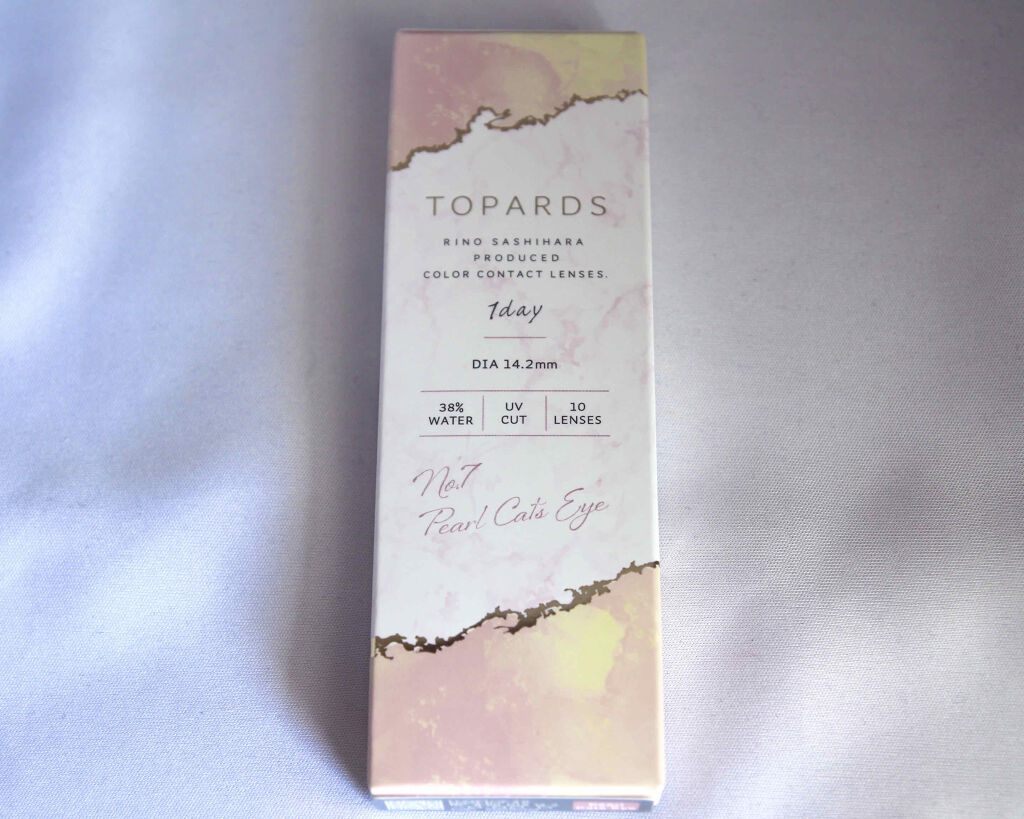 TOPARDS
RINO SASHIHARA
PRODUCED
COLOR CONTACT LENSES.
1day
DIA 14.2mm
38% WATER
UV CUT
10 LENSES
No.7
Pearl Cat's Eye